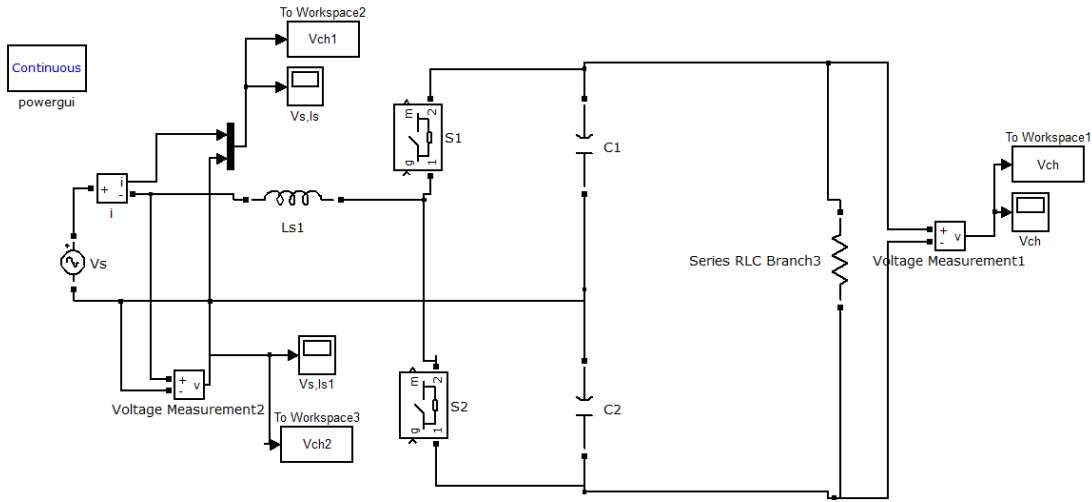 To Workspace2
Vch1
Continuous
powergui
Vs,Is
m
2
S1
g
1
C1
To Workspace1
Vch
i
+
-
i
Ls1
Vch
+
-
v
Series RLC Branch3
Voltage Measurement1
+
Vs
Vs,Is1
+
-
v
Voltage Measurement2
m
2
S2
g
1
C2
To Workspace3
Vch2